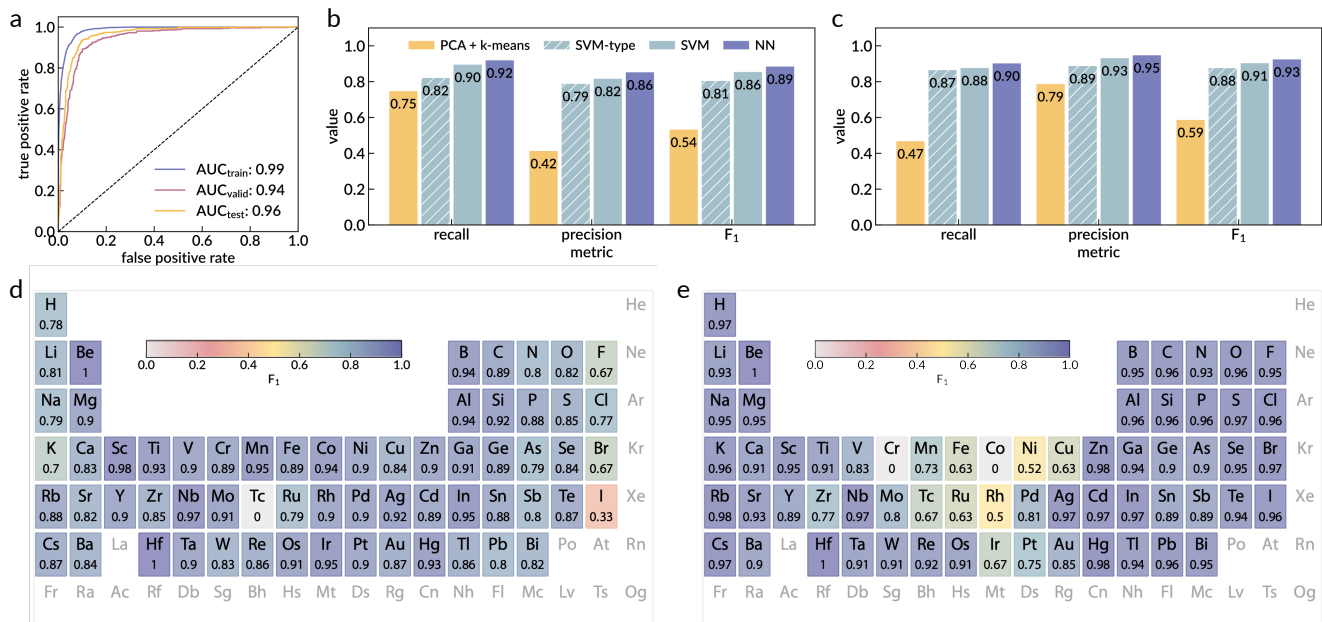 a
true positive rate
1.0
0.8
0.6
0.4
0.2
0.0
0.0 0.2 0.4 0.6 0.8 1.0
false positive rate
AUCtrain: 0.99
AUCvalid: 0.94
AUCtest: 0.96
b
value
1.0
0.8
0.6
0.4
0.2
0.0
PCA + k-means SVM-type SVM NN
0.75 0.82 0.90 0.92
0.42 0.79 0.82 0.86
0.54 0.81 0.86 0.89
recall precision F1
metric
c
value
1.0
0.8
0.6
0.4
0.2
0.0
0.47 0.87 0.88 0.90
0.79 0.89 0.93 0.95
0.59 0.88 0.91 0.93
recall precision F1
metric
d
H He
0.78
0.0 0.2 0.4 0.6 0.8 1.0
F1
Li Be B C N O F Ne
0.81 1 0.94 0.89 0.8 0.82 0.67
Na Mg Al Si P S Cl Ar
0.79 0.9 0.94 0.92 0.88 0.85 0.77
K Ca Sc Ti V Cr Mn Fe Co Ni Cu Zn Ga Ge As Se Br Kr
0.7 0.83 0.98 0.93 0.9 0.89 0.95 0.89 0.94 0.9 0.84 0.9 0.91 0.89 0.79 0.84 0.67
Rb Sr Y Zr Nb Mo Tc Ru Rh Pd Ag Cd In Sn Sb Te I Xe
0.88 0.82 0.9 0.85 0.97 0.91 0 0.79 0.9 0.9 0.92 0.89 0.95 0.88 0.8 0.87 0.33
Cs Ba La Hf Ta W Re Os Ir Pt Au Hg Tl Pb Bi Po At Rn
0.87 0.84 1 0.9 0.83 0.86 0.91 0.95 0.9 0.87 0.93 0.86 0.8 0.82
Fr Ra Ac Rf Db Sg Bh Hs Mt Ds Rg Cn Nh Fl Mc Lv Ts Og
e
H He
0.97
0.0 0.2 0.4 0.6 0.8 1.0
F1
Li Be B C N O F Ne
0.93 1 0.95 0.96 0.93 0.96 0.95
Na Mg Al Si P S Cl Ar
0.95 0.95 0.96 0.96 0.96 0.97 0.96
K Ca Sc Ti V Cr Mn Fe Co Ni Cu Zn Ga Ge As Se Br Kr
0.96 0.91 0.95 0.91 0.83 0 0.73 0.63 0 0.52 0.63 0.98 0.96 0.9 0.9 0.95 0.97
Rb Sr Y Zr Nb Mo Tc Ru Rh Pd Ag Cd In Sn Sb Te I Xe
0.98 0.93 0.89 0.77 0.97 0.8 0.67 0.63 0.5 0.81 0.97 0.97 0.97 0.89 0.89 0.94 0.96
Cs Ba La Hf Ta W Re Os Ir Pt Au Hg Tl Pb Bi Po At Rn
0.97 0.9 1 0.91 0.91 0.92 0.91 0.67 0.75 0.85 0.98 0.94 0.96 0.95
Fr Ra Ac Rf Db Sg Bh Hs Mt Ds Rg Cn Nh Fl Mc Lv Ts Og